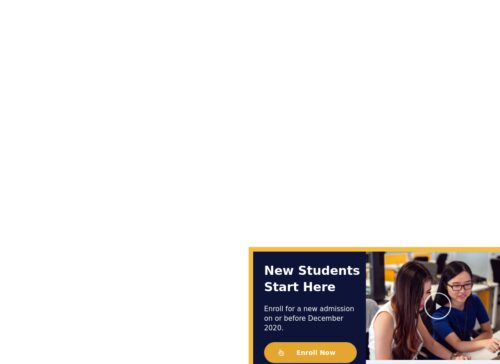 New Students
Start Here
Enroll for a new admission
on or before December
2020.
Enroll Now